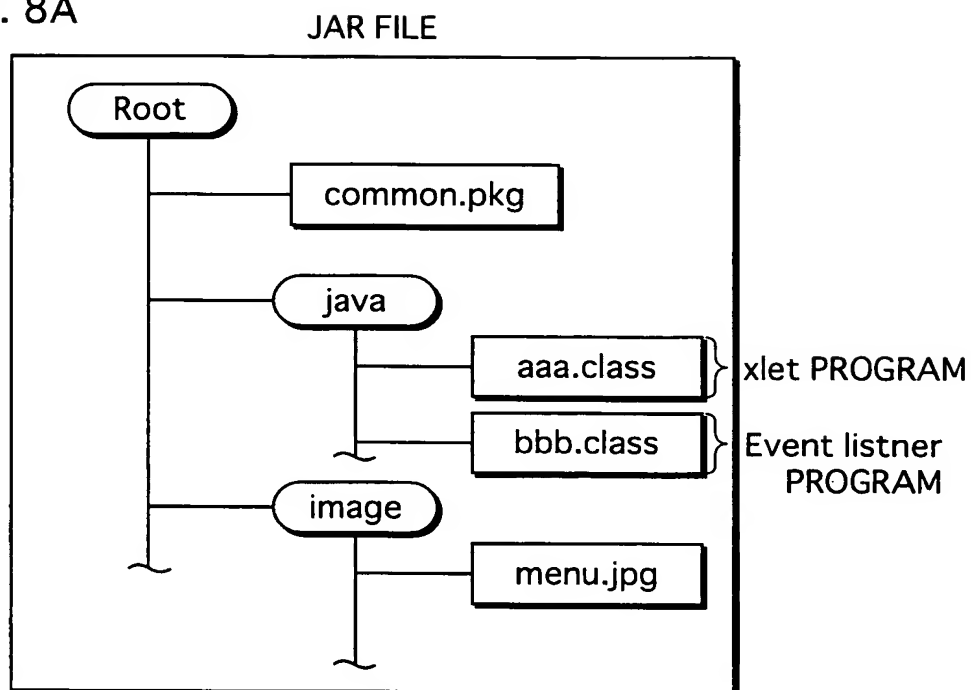 . 8A
JAR FILE
Root
common.pkg
java
aaa.class
xlet PROGRAM
bbb.class
Event listner
PROGRAM
image
menu.jpg